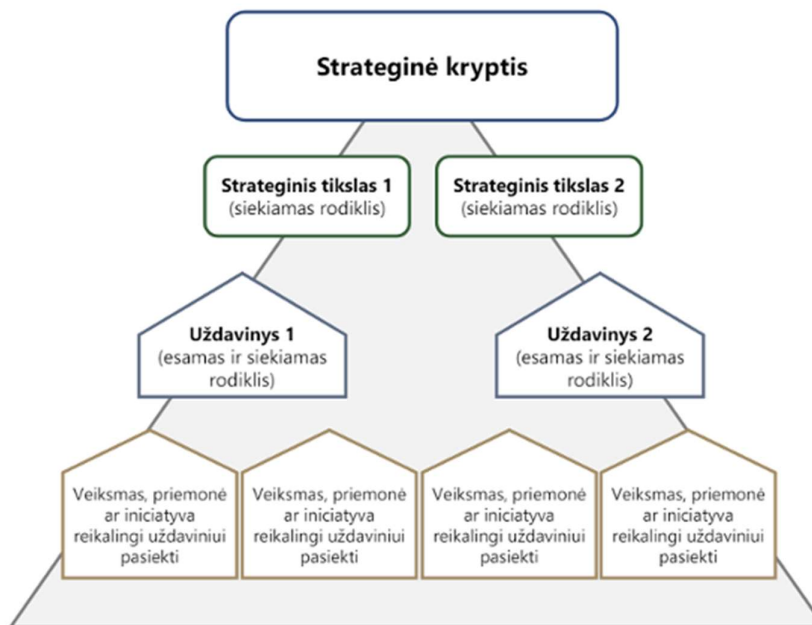 Strateginė kryptis
Strateginis tikslas 1
(siekiamas rodiklis)
Strateginis tikslas 2
(siekiamas rodiklis)
Uždavinys 1
(esamas ir siekiamas
rodiklis)
Uždavinys 2
(esamas ir siekiamas
rodiklis)
Veiksmas, priemonė
ar iniciatyva
reikalingi uždaviniui
pasiekti
Veiksmas, priemonė
ar iniciatyva
reikalingi uždaviniui
pasiekti
Veiksmas, priemonė
ar iniciatyva
reikalingi uždaviniui
pasiekti
Veiksmas, priemonė
ar iniciatyva
reikalingi uždaviniui
pasiekti